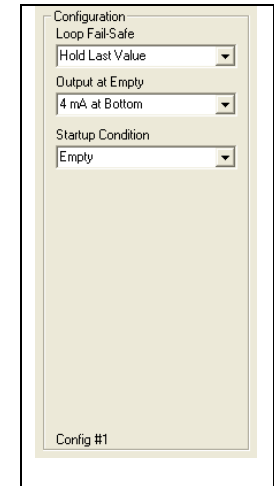 Configuration
Loop Fail-Safe
Hold Last Value
Output at Empty
4 mA at Bottom
Startup Condition
Empty
Config #1